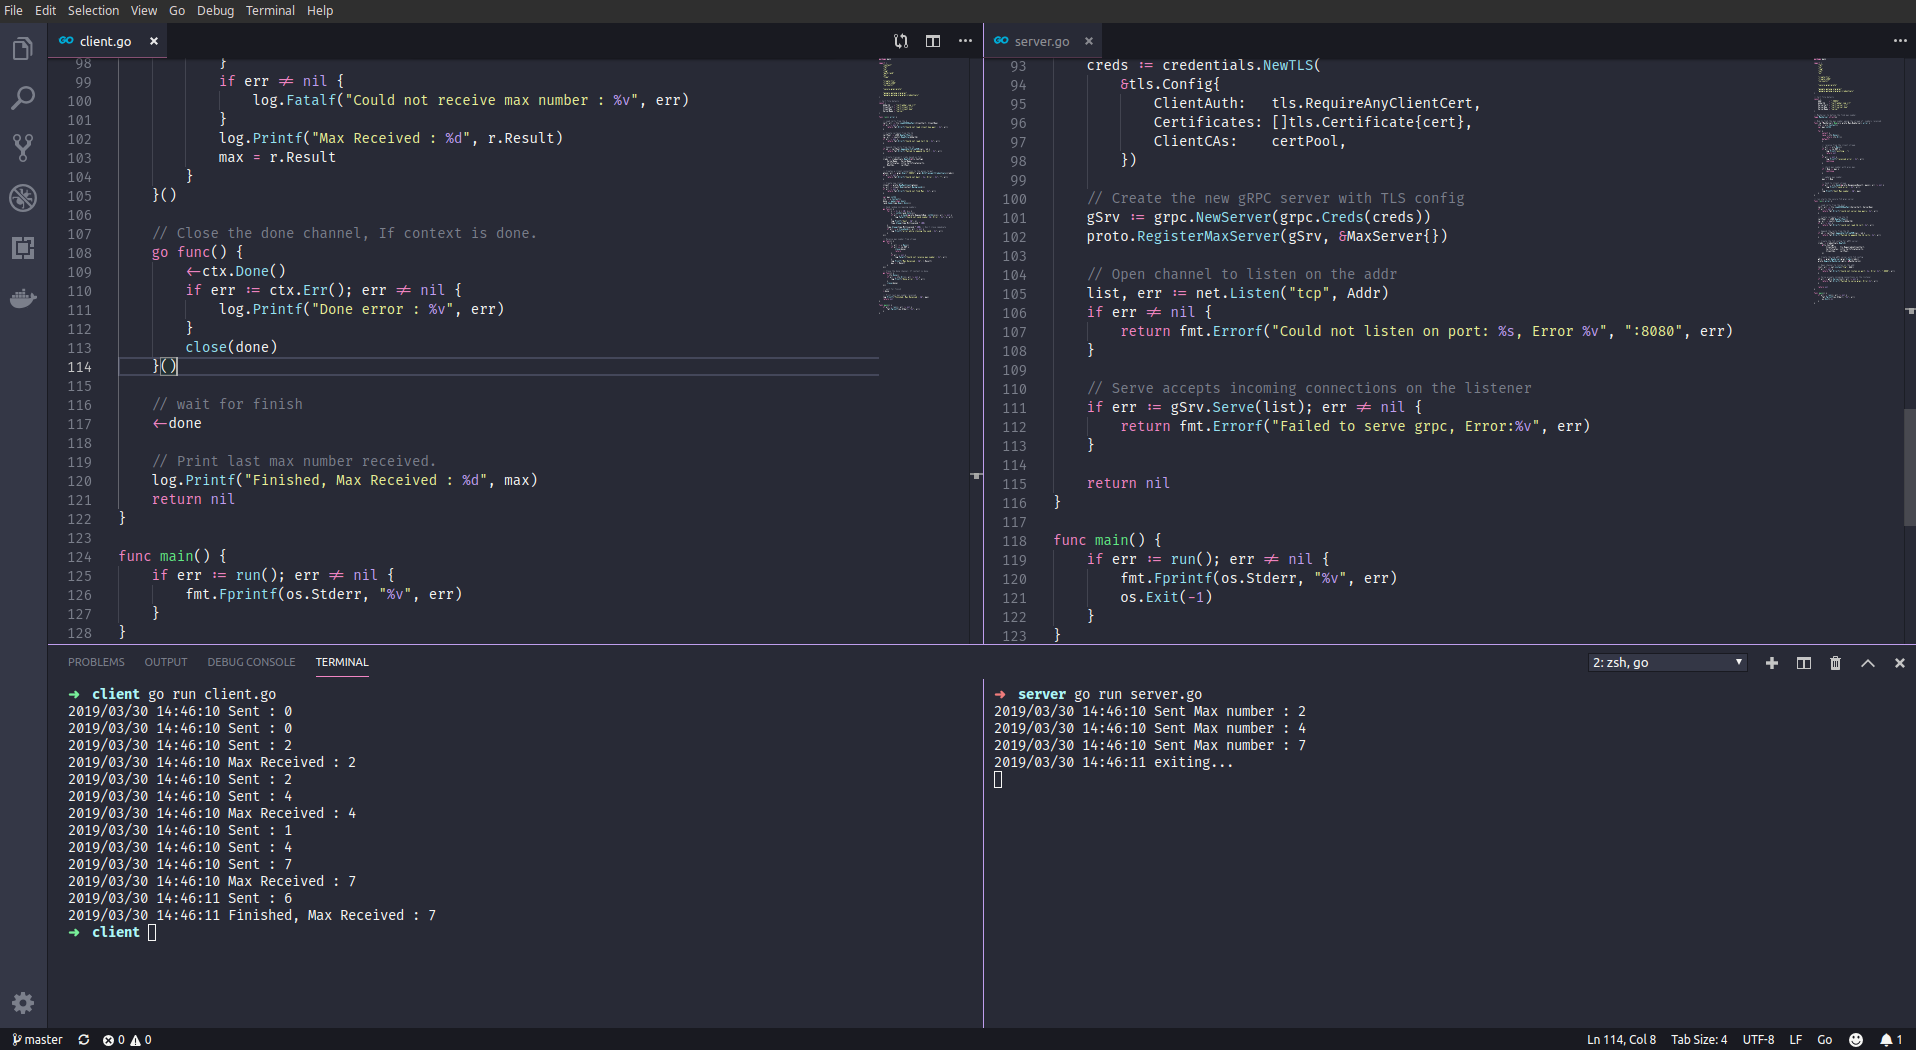 File Edit Selection View Go Debug Terminal Help
GO client.go ×
98 }
99 if err ≠ nil {
100 log.Fatalf("Could not receive max number : %v", err)
101 }
102 log.Printf("Max Received : %d", r.Result)
103 max = r.Result
104 }
105 }()
106
107 // Close the done channel, If context is done.
108 go func() {
109 <-ctx.Done()
110 if err := ctx.Err(); err ≠ nil {
111 log.Printf("Done error : %v", err)
112 }
113 close(done)
114 }()
115
116 // wait for finish
117 <-done
118
119 // Print last max number received.
120 log.Printf("Finished, Max Received : %d", max)
121 return nil
122 }
123
124 func main() {
125 if err := run(); err ≠ nil {
126 fmt.Fprintf(os.Stderr, "%v", err)
127 }
128 }
GO server.go ×
93 creds := credentials.NewTLS(
94 &tls.Config{
95 ClientAuth: tls.RequireAnyClientCert,
96 Certificates: []tls.Certificate{cert},
97 ClientCAs: certPool,
98 })
99
100 // Create the new gRPC server with TLS config
101 gSrv := grpc.NewServer(grpc.Creds(creds))
102 proto.RegisterMaxServer(gSrv, &MaxServer{})
103
104 // Open channel to listen on the addr
105 list, err := net.Listen("tcp", Addr)
106 if err ≠ nil {
107 return fmt.Errorf("Could not listen on port: %s, Error %v", ":8080", err)
108 }
109
110 // Serve accepts incoming connections on the listener
111 if err := gSrv.Serve(list); err ≠ nil {
112 return fmt.Errorf("Failed to serve grpc, Error:%v", err)
113 }
114
115 return nil
116 }
117
118 func main() {
119 if err := run(); err ≠ nil {
120 fmt.Fprintf(os.Stderr, "%v", err)
121 os.Exit(-1)
122 }
123 }
PROBLEMS OUTPUT DEBUG CONSOLE TERMINAL 2: zsh, go
➜ client go run client.go
2019/03/30 14:46:10 Sent : 0
2019/03/30 14:46:10 Sent : 0
2019/03/30 14:46:10 Sent : 2
2019/03/30 14:46:10 Max Received : 2
2019/03/30 14:46:10 Sent : 2
2019/03/30 14:46:10 Sent : 4
2019/03/30 14:46:10 Max Received : 4
2019/03/30 14:46:10 Sent : 1
2019/03/30 14:46:10 Sent : 4
2019/03/30 14:46:10 Sent : 7
2019/03/30 14:46:10 Max Received : 7
2019/03/30 14:46:11 Sent : 6
2019/03/30 14:46:11 Finished, Max Received : 7
➜ client
➜ server go run server.go
2019/03/30 14:46:10 Sent Max number : 2
2019/03/30 14:46:10 Sent Max number : 4
2019/03/30 14:46:10 Sent Max number : 7
2019/03/30 14:46:11 exiting...
master 0 0 Ln 114, Col 8 Tab Size: 4 UTF-8 LF Go 1